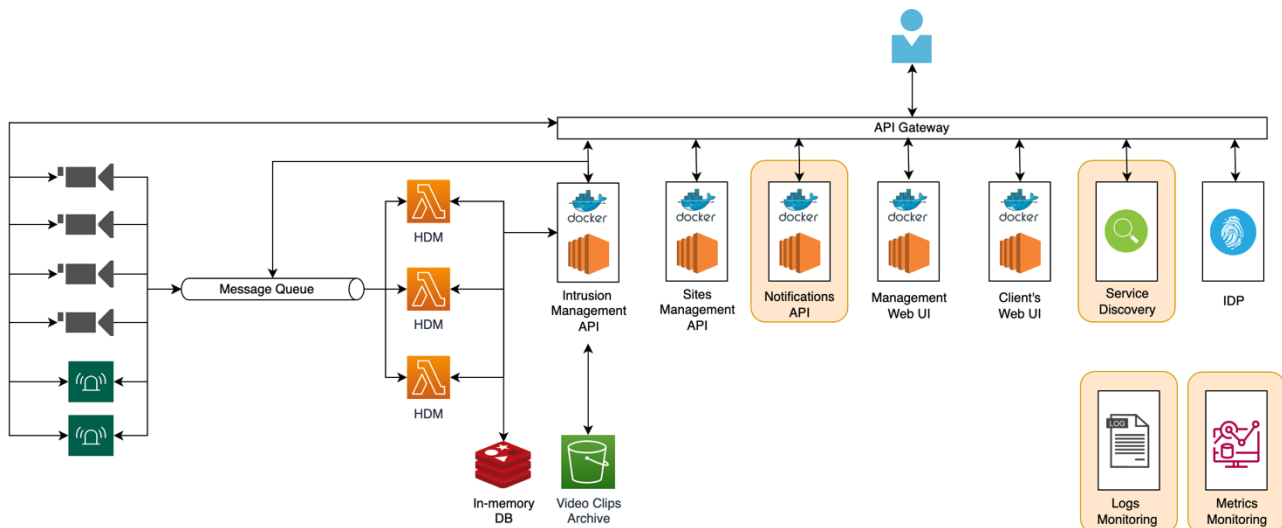 API Gateway
docker
docker
docker
docker
docker
HDM
Message Queue
HDM
Intrusion
Management
API
Sites
Management
API
Notifications
API
Management
Web UI
Client's
Web UI
Service
Discovery
IDP
HDM
LOG
In-memory
DB
Video Clips
Archive
Logs
Monitoring
Metrics
Monitoring